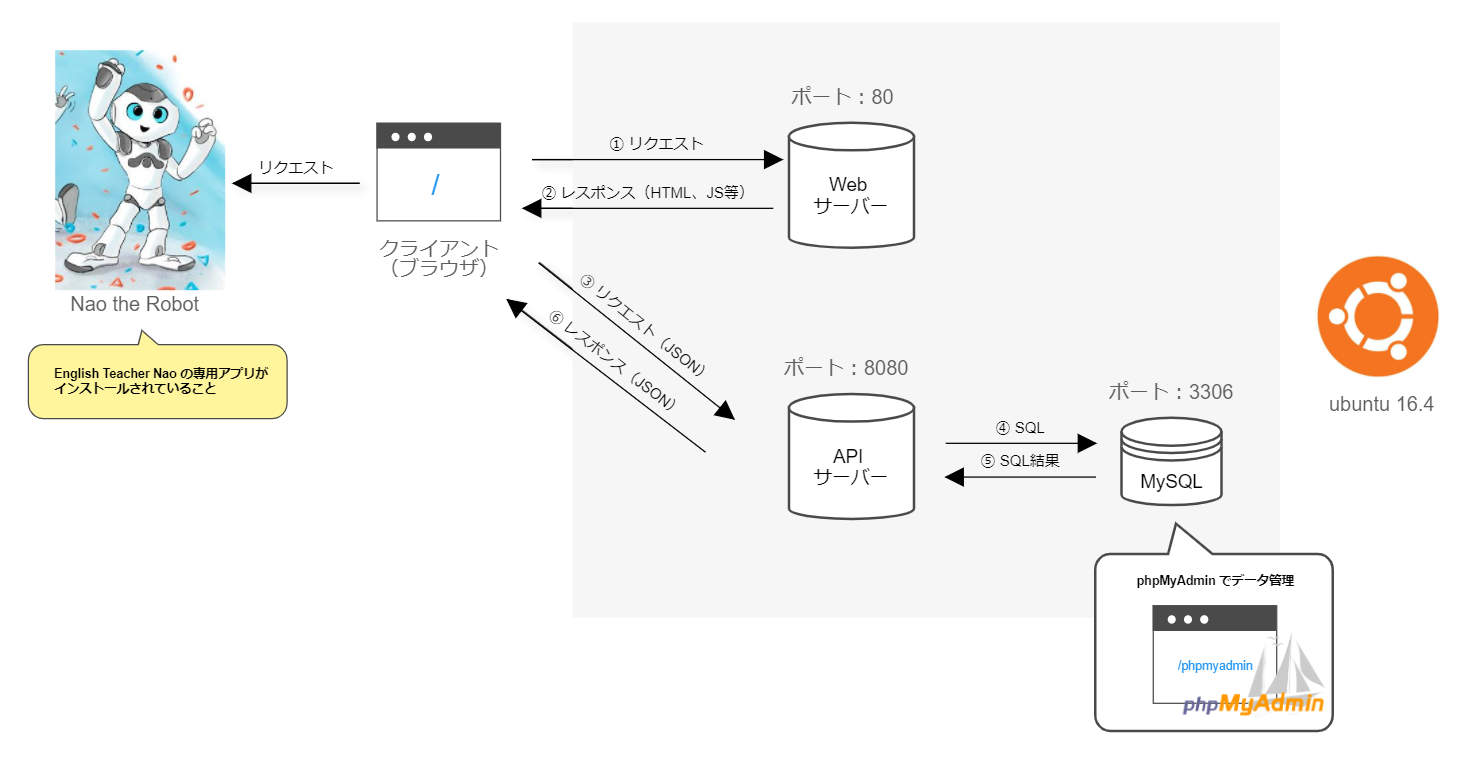 ポート：80
リクエスト
/
① リクエスト
Web
サーバー
② レスポンス（HTML、JS等）
クライアント
（ブラウザ）
Nao the Robot
③ リクエスト（JSON）
⑥ レスポンス（JSON）
English Teacher Nao の専用アプリが
インストールされていること
ポート：8080
ポート：3306
ubuntu 16.4
API
サーバー
④ SQL
⑤ SQL結果
MySQL
phpMyAdmin でデータ管理
/phpmyadmin
phpMyAdmin